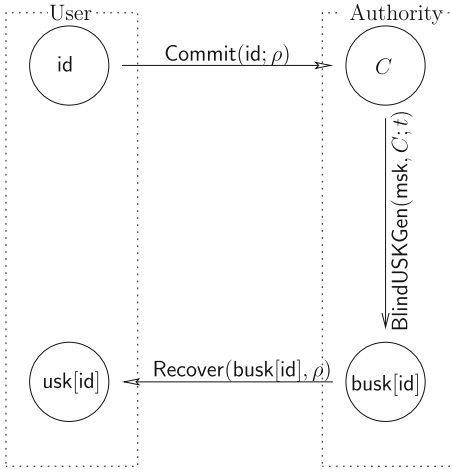 User
Authority
id
Commit(id; ρ)
C
BlindUSKGen(msk, C; t)
usk[id]
Recover(busk[id], ρ)
busk[id]